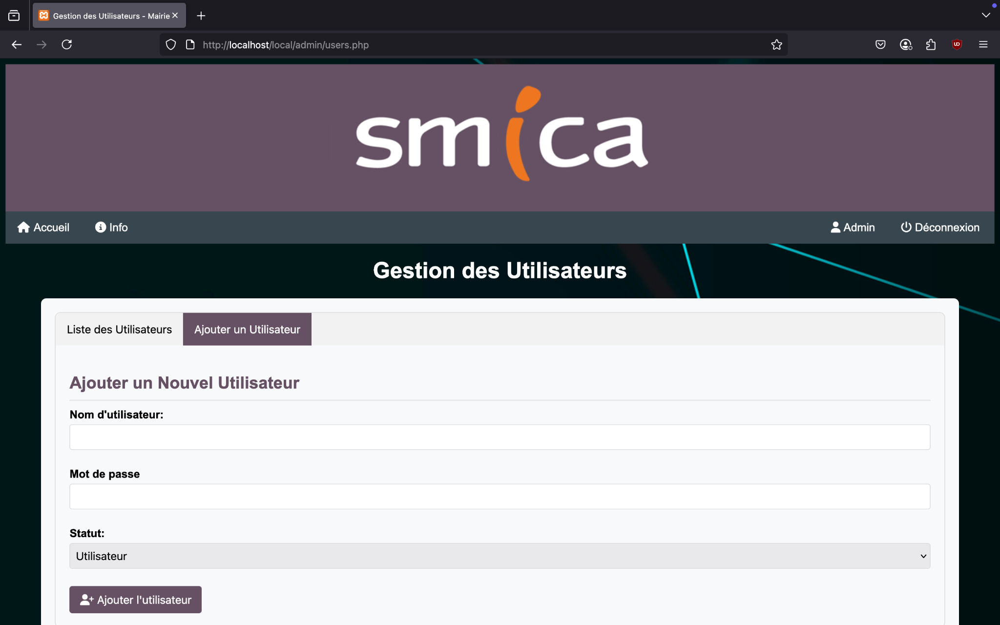 Gestion des Utilisateurs - Mairie
http://localhost/local/admin/users.php
smica
Accueil Info Admin Déconnexion
Gestion des Utilisateurs
Liste des Utilisateurs Ajouter un Utilisateur
Ajouter un Nouvel Utilisateur
Nom d'utilisateur:
Mot de passe
Statut:
Utilisateur
Ajouter l'utilisateur